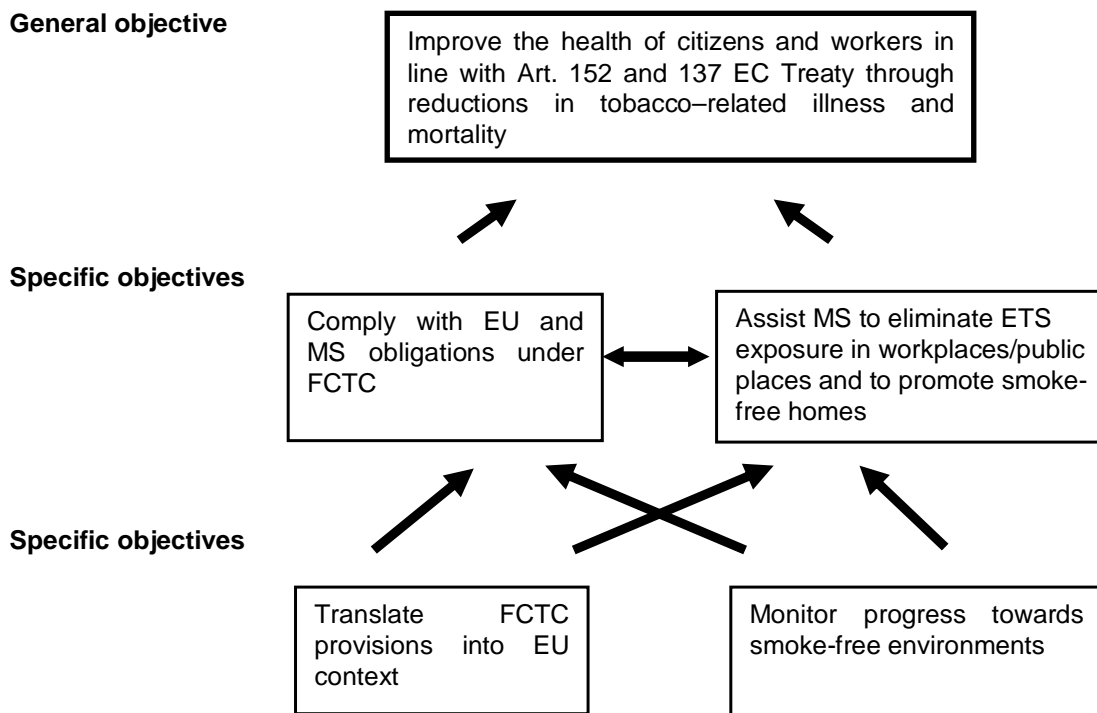 General objective
Improve the health of citizens and workers in
line with Art. 152 and 137 EC Treaty through
reductions in tobacco–related illness and
mortality
Specific objectives
Comply with EU and
MS obligations under
FCTC
Assist MS to eliminate ETS
exposure in workplaces/public
places and to promote smoke-
free homes
Specific objectives
Translate FCTC
provisions into EU
context
Monitor progress towards
smoke-free environments